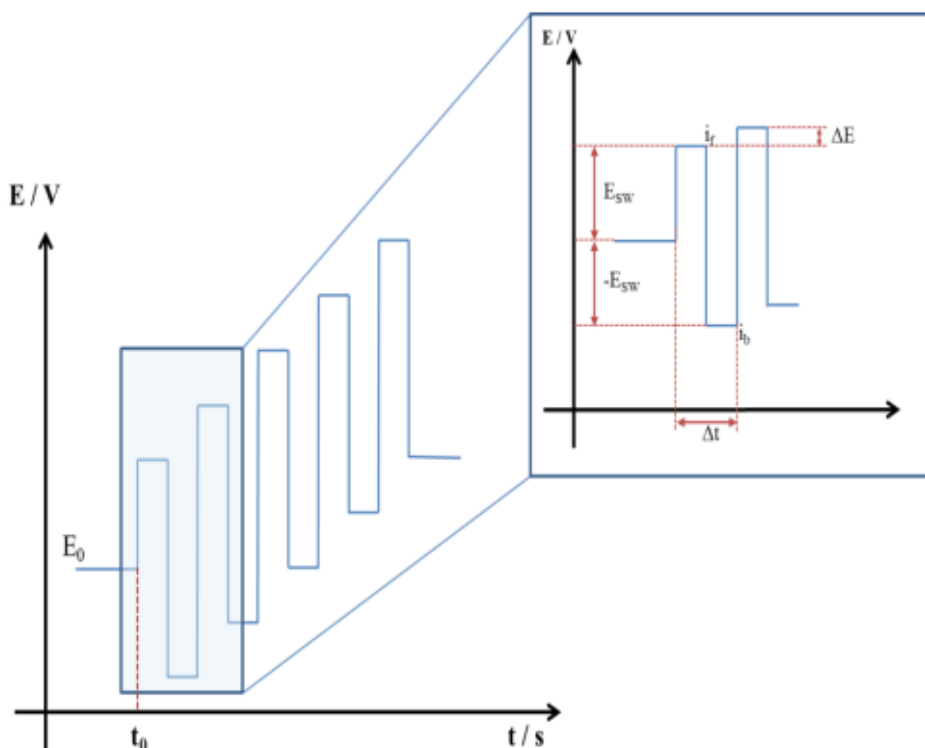 E / V
i_f
ΔE
E_SW
-E_SW
i_b
Δt
E / V
E_0
t_0
t / s